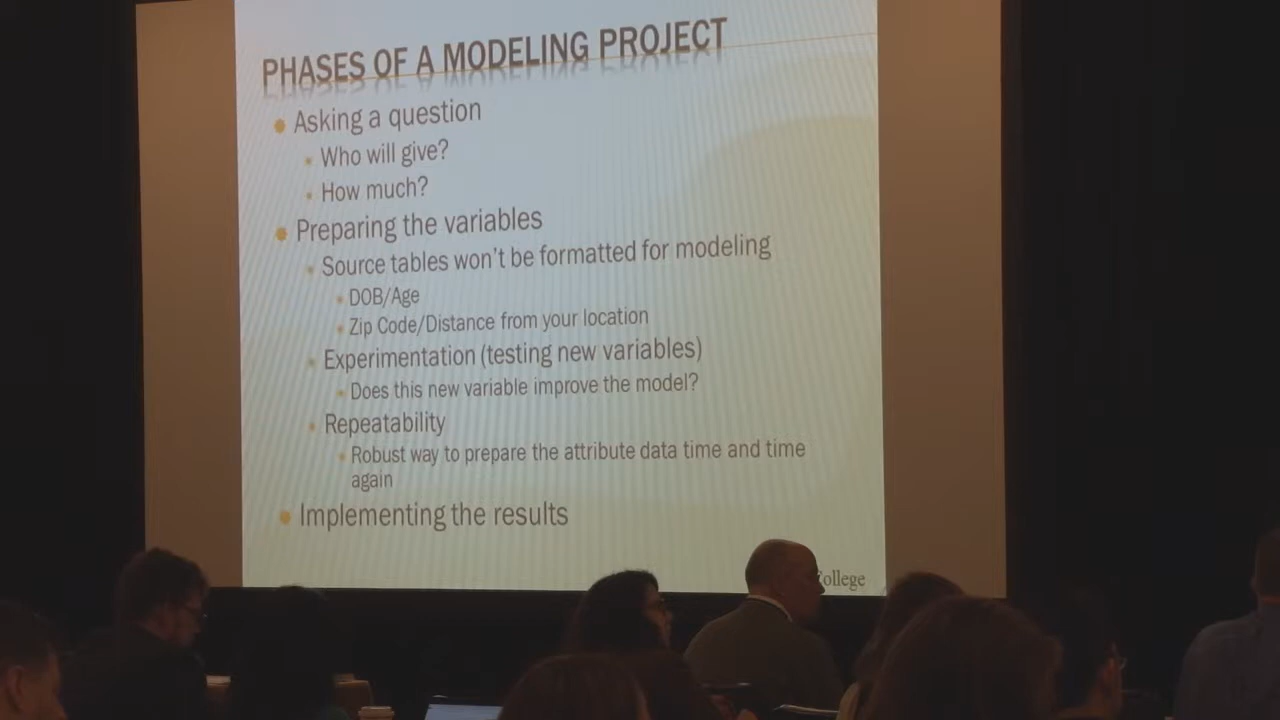 PHASES OF A MODELING PROJECT
Asking a question
Who will give?
How much?
Preparing the variables
Source tables won't be formatted for modeling
DOB/Age
Zip Code/Distance from your location
Experimentation (testing new variables)
Does this new variable improve the model?
Repeatability
Robust way to prepare the attribute data time and time
again
Implementing the results